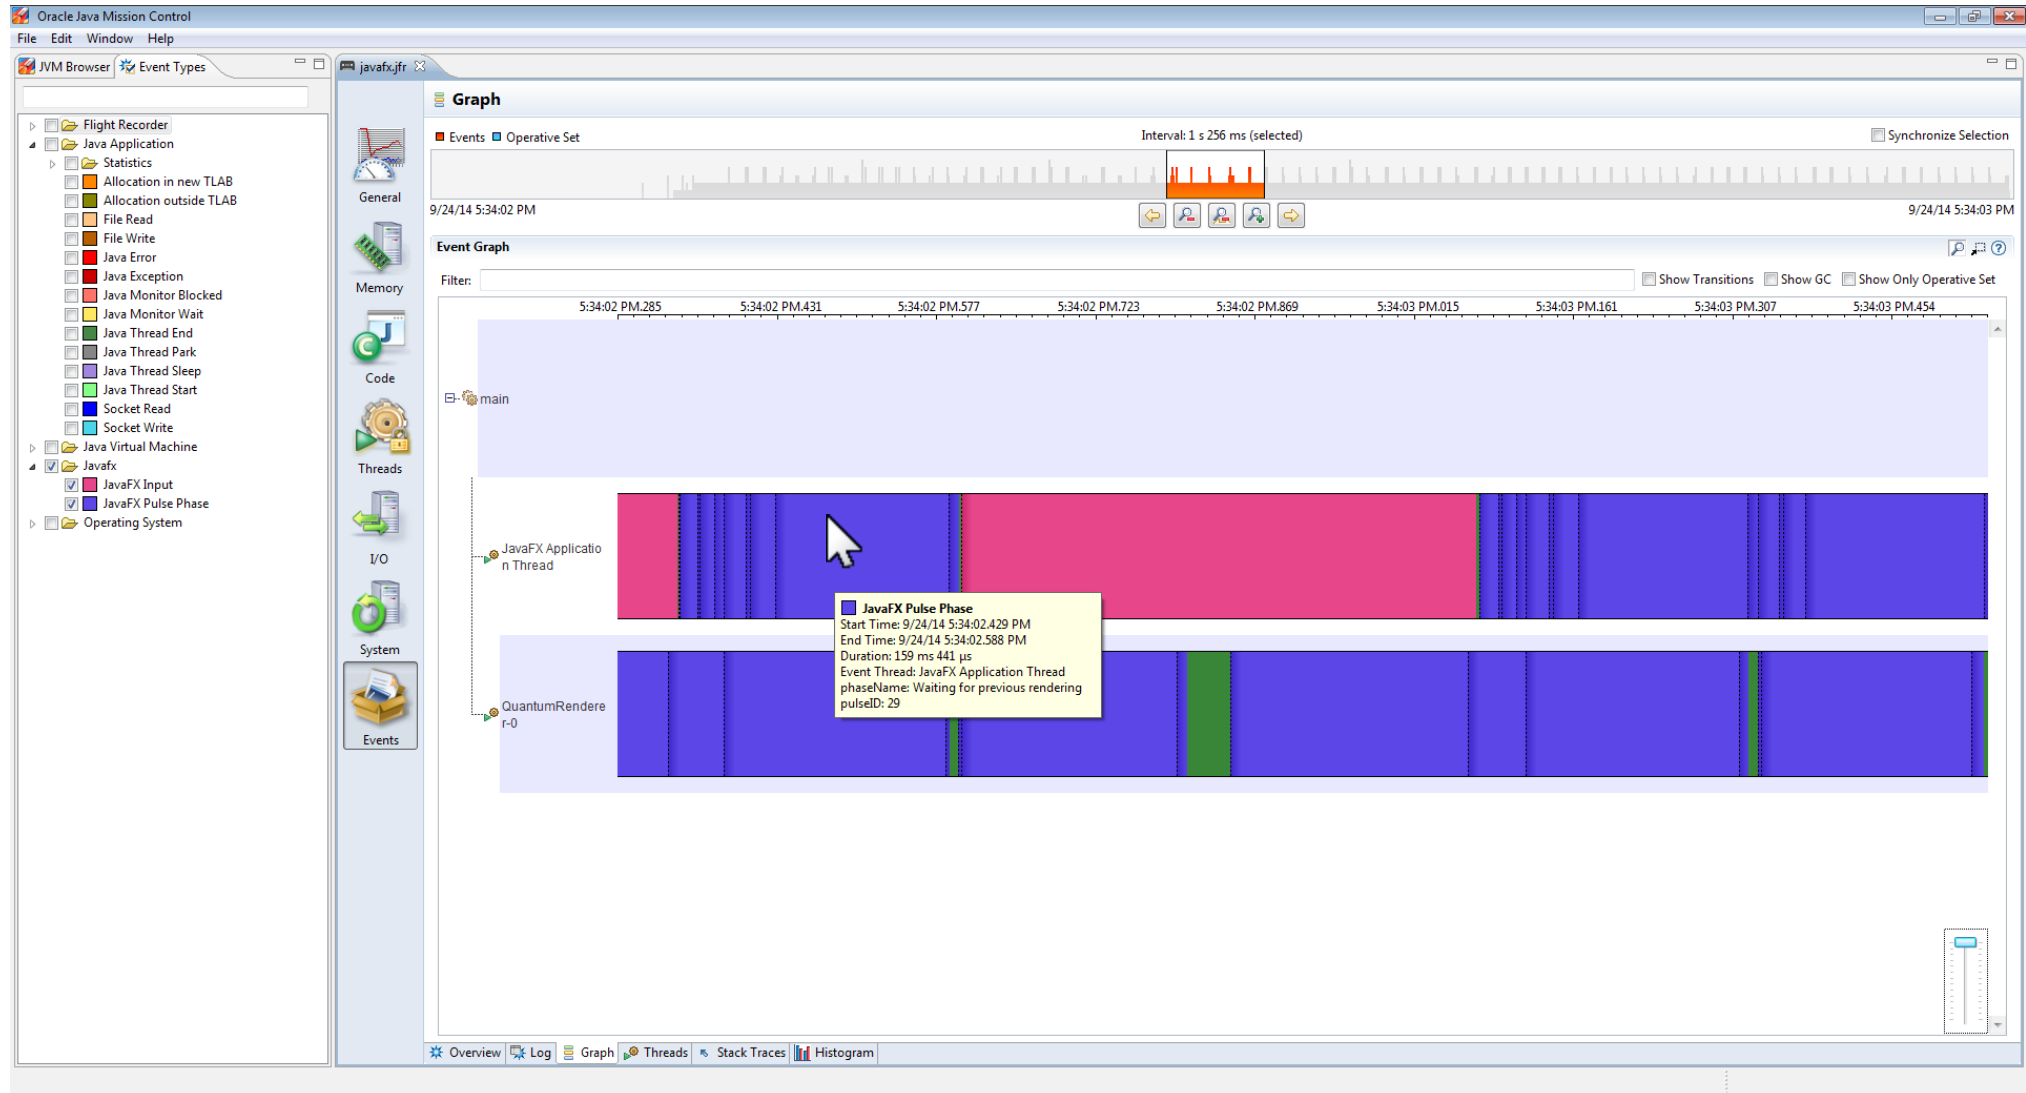 Oracle Java Mission Control
File Edit Window Help
JVM Browser Event Types
javafx.jfr
Flight Recorder
Java Application
Statistics
Allocation in new TLAB
Allocation outside TLAB
File Read
File Write
Java Error
Java Exception
Java Monitor Blocked
Java Monitor Wait
Java Thread End
Java Thread Park
Java Thread Sleep
Java Thread Start
Socket Read
Socket Write
Java Virtual Machine
Javafx
JavaFX Input
JavaFX Pulse Phase
Operating System
General
Memory
Code
Threads
I/O
System
Events
Graph
Events Operative Set
Interval: 1 s 256 ms (selected)
Synchronize Selection
9/24/14 5:34:02 PM
9/24/14 5:34:03 PM
Event Graph
Filter:
Show Transitions Show GC Show Only Operative Set
5:34:02 PM.285 5:34:02 PM.431 5:34:02 PM.577 5:34:02 PM.723 5:34:02 PM.869 5:34:03 PM.015 5:34:03 PM.161 5:34:03 PM.307 5:34:03 PM.454
main
JavaFX Applicatio
n Thread
JavaFX Pulse Phase
Start Time: 9/24/14 5:34:02.429 PM
End Time: 9/24/14 5:34:02.588 PM
Duration: 159 ms 441 µs
Event Thread: JavaFX Application Thread
phaseName: Waiting for previous rendering
pulseID: 29
QuantumRendere
r-0
Overview Log Graph Threads Stack Traces Histogram